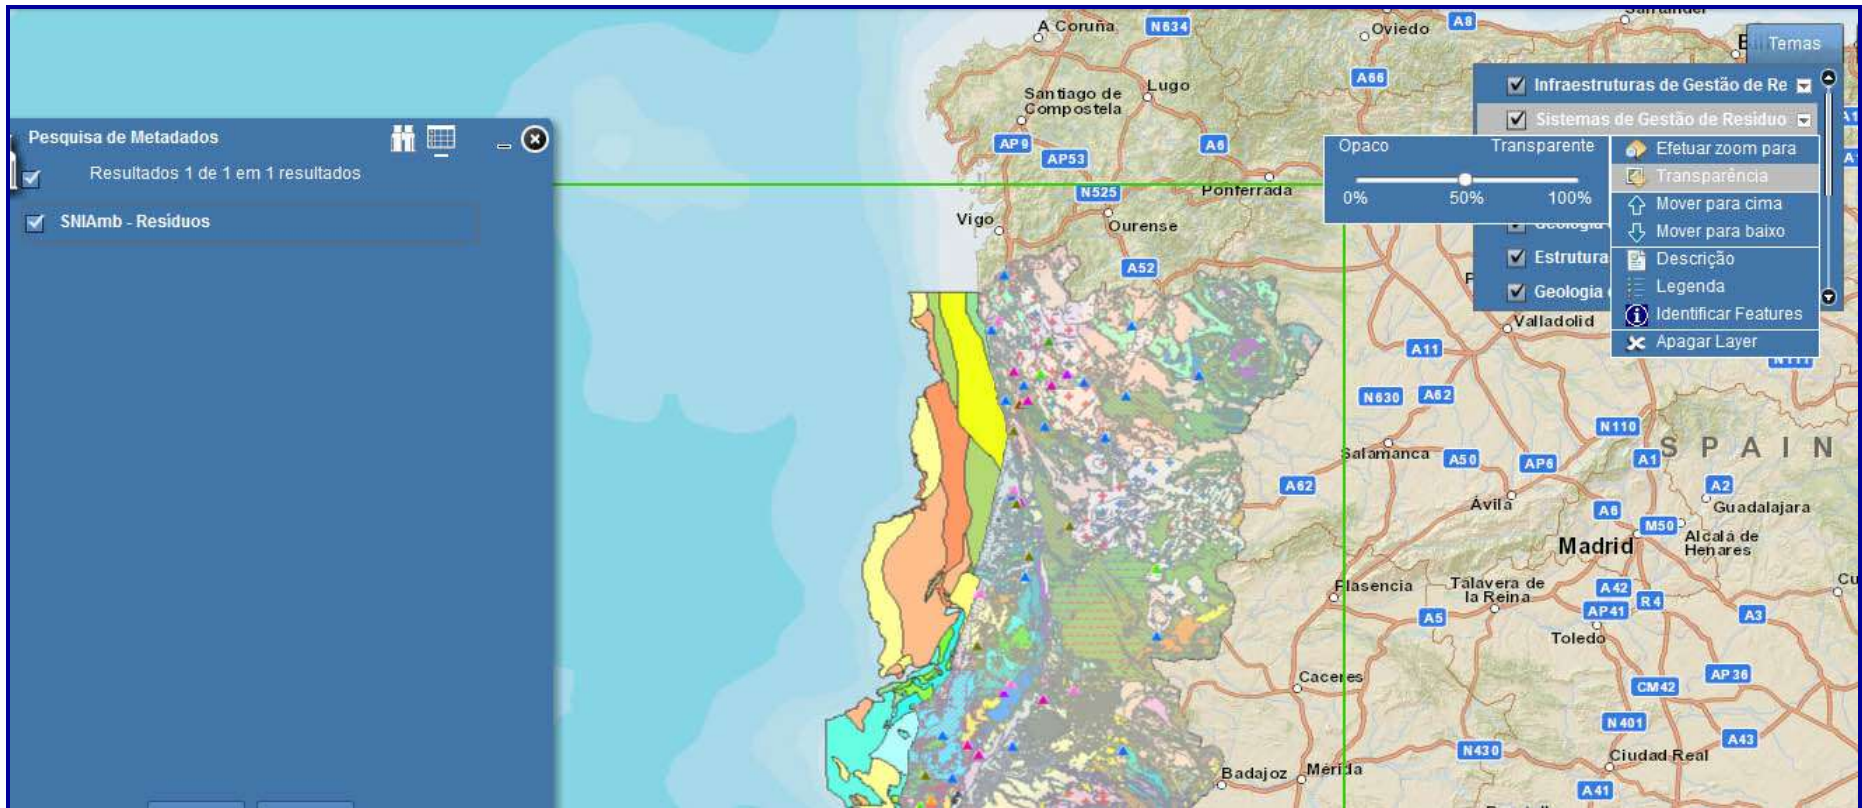 Santander
A Coruña
N634
Oviedo
A8
Temas
A66
Lugo
Santiago de
Compostela
Infraestruturas de Gestão de Re
Sistemas de Gestão de Residuo
Pesquisa de Metadados
Resultados 1 de 1 em 1 resultados
SNIAmb - Resíduos
AP9
AP53
A6
N525
Ponferrada
Vigo
Ourense
A52
Opaco
Transparente
0%
50%
100%
Efetuar zoom para
Transparência
Mover para cima
Mover para baixo
Descrição
Legenda
Identificar Features
Apagar Layer
Geologia
Estrutura
Geologia
Valladolid
A11
N111
N630
A62
N110
SPAIN
Salamanca
A50
AP6
A1
A62
A2
Ávila
A6
Guadalajara
M50
Madrid
Alcalá de
Henares
Plasencia
Talavera de
la Reina
A42
R4
AP41
A5
A3
Toledo
Caceres
AP36
CM42
N401
A43
N430
Ciudad Real
Badajoz
Mérida
A41